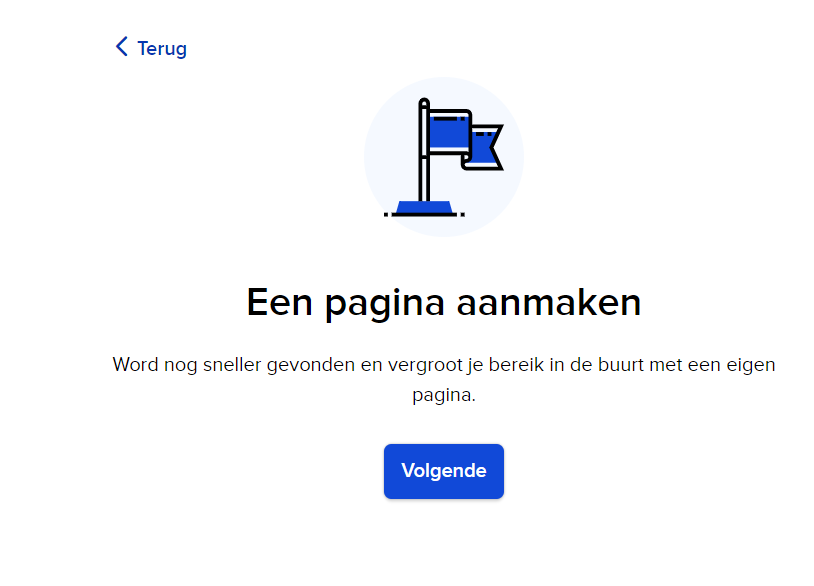 Terug
Een pagina aanmaken
Word nog sneller gevonden en vergroot je bereik in de buurt met een eigen
pagina.
Volgende